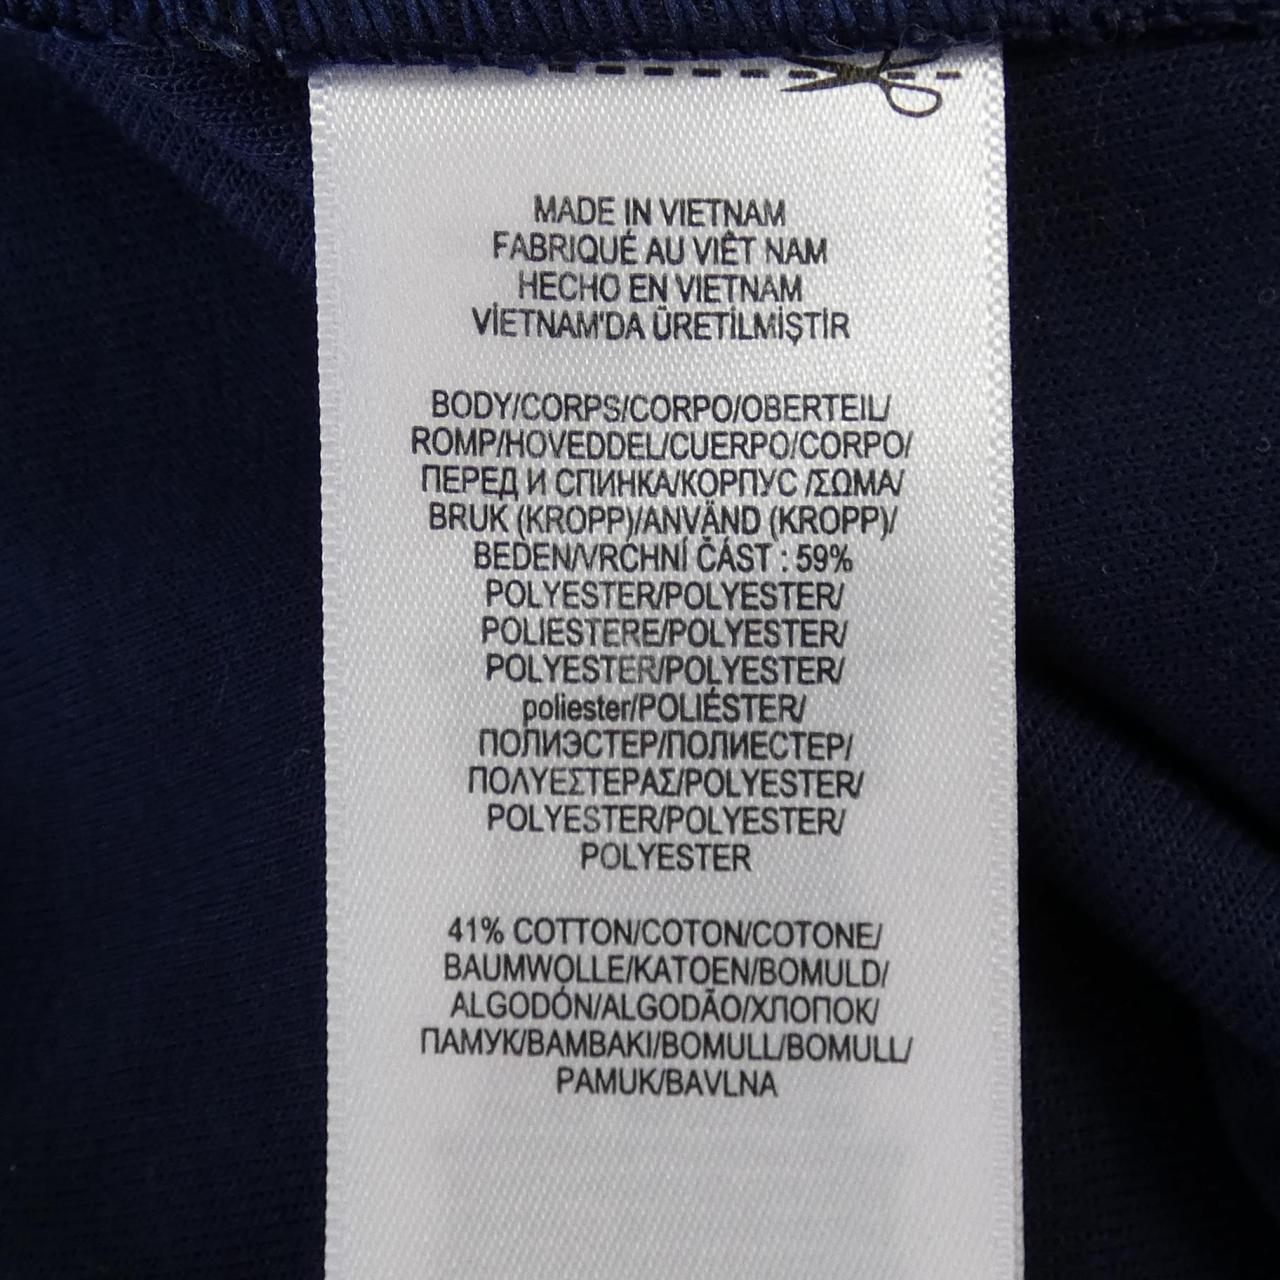 MADE IN VIETNAM
FABRIQUÉ AU VIÊT NAM
HECHO EN VIETNAM
VİETNAM'DA ÜRETİLMİŞTİR
BODY/CORPS/CORPO/OBERTEIL/
ROMP/HOVEDDEL/CUERPO/CORPO/
ПЕРЕД И СПИНКА/КОРПУС /ΣΩΜΑ/
BRUK (KROPP)/ANVÄND (KROPP)/
BEDEN/VRCHNÍ ČÁST : 59%
POLYESTER/POLYESTER/
POLIESTERE/POLYESTER/
POLYESTER/POLYESTER/
poliester/POLIÉSTER/
ПОЛИЭСТЕР/ПОЛИЕСТЕР/
ΠΟΛΥΕΣΤΕΡΑΣ/POLYESTER/
POLYESTER/POLYESTER/
POLYESTER
41% COTTON/COTON/COTONE/
BAUMWOLLE/KATOEN/BOMULD/
ALGODÓN/ALGODÃO/ХЛОПОК/
ПАМУК/BAMBAKI/BOMULL/BOMULL/
PAMUK/BAVLNA